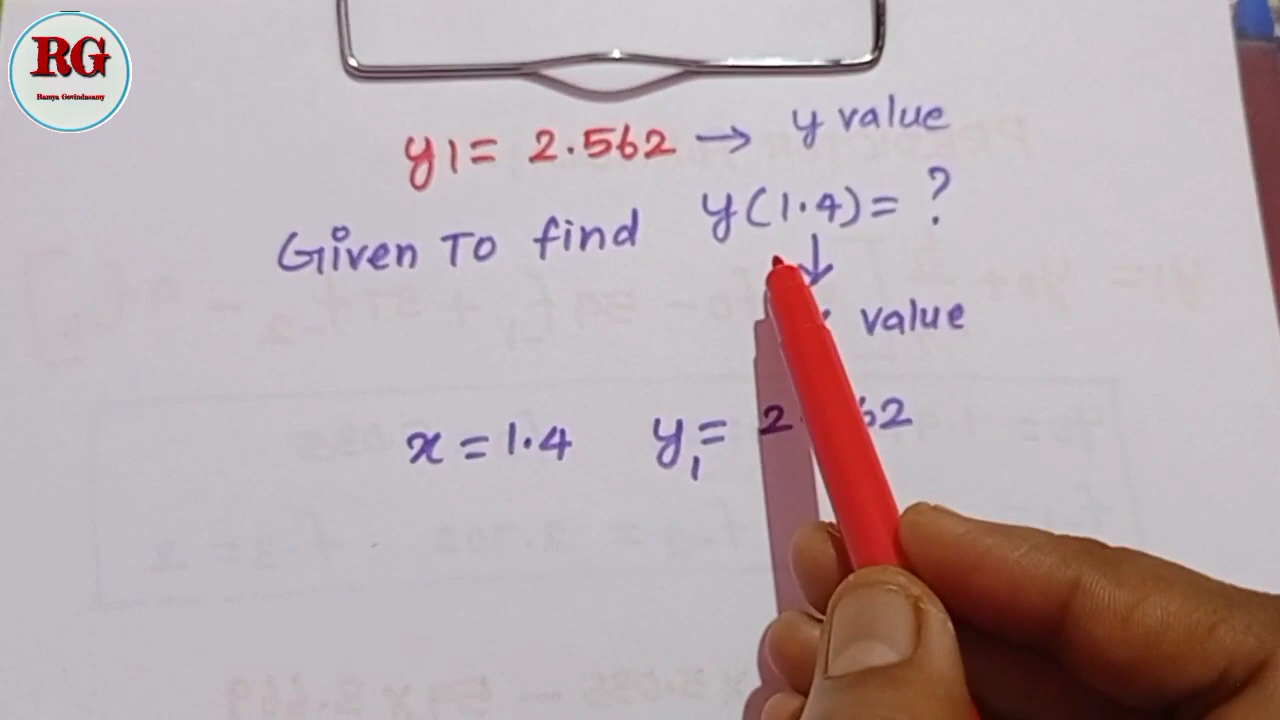 RG
Ramya Govindasamy
y1 = 2.562 → y value
Given To find y(1.4) = ?
↓
value
x = 1.4 y₁ = 2. 62